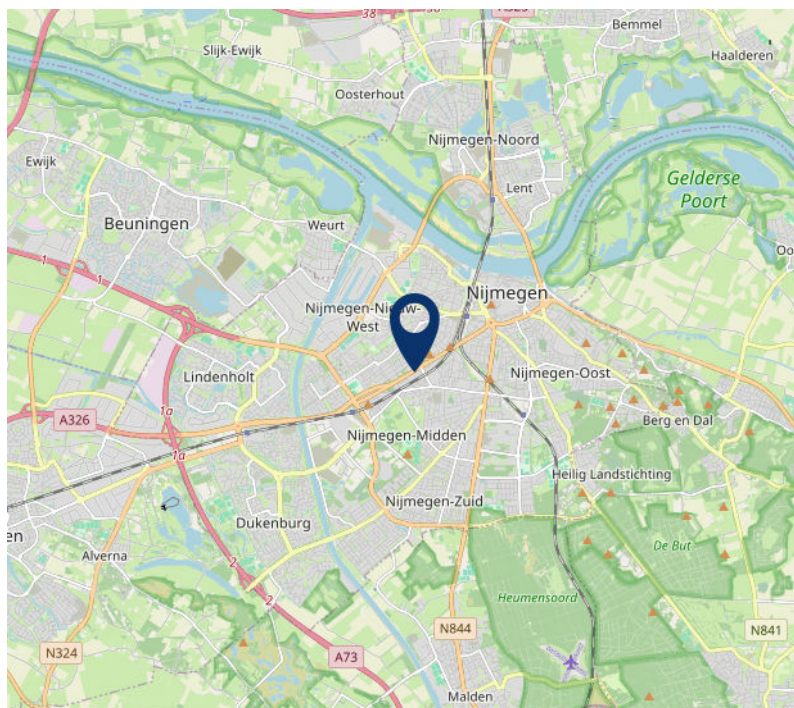 38
Bemmel
Slijk-Ewijk
Haalderen
Oosterhout
Nijmegen-Noord
Ewijk
Gelderse
Poort
Lent
Beuningen
Weurt
1
1
Nijmegen
Nijmegen-Nieuw-
West
Lindenholt
Nijmegen-Oost
1a
A326
Berg en Dal
Nijmegen-Midden
1a
Heilig Landstichting
Nijmegen-Zuid
Dukenburg
en
De But
Alverna
2
Heumensoord
2
N844
N841
N324
A73
Malden